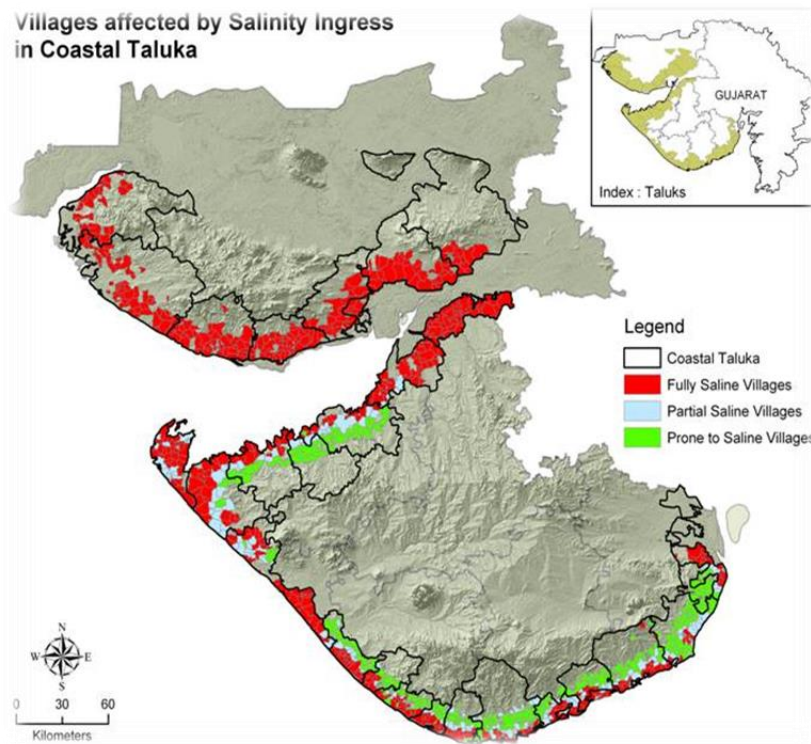 Villages affected by Salinity Ingress
in Coastal Taluka
GUJARAT
Index : Taluks
Legend
Coastal Taluka
Fully Saline Villages
Partial Saline Villages
Prone to Saline Villages
N
W E
S
0 30 60
Kilometers